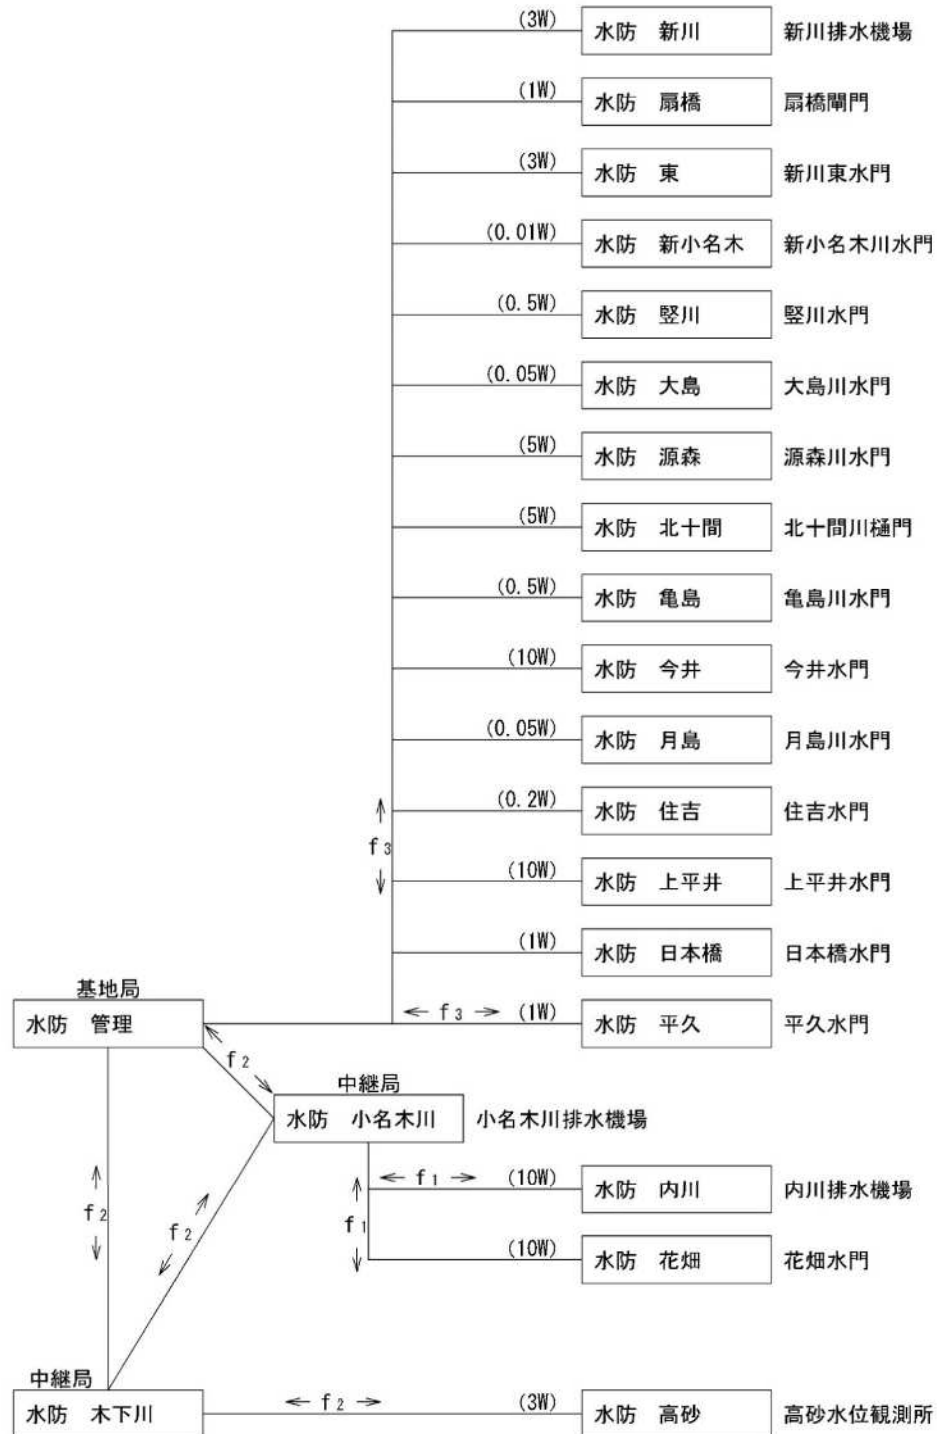 (3W) 水防 新川 新川排水機場
(1W) 水防 扇橋 扇橋閘門
(3W) 水防 東 新川東水門
(0.01W) 水防 新小名木 新小名木川水門
(0.5W) 水防 竪川 竪川水門
(0.05W) 水防 大島 大島川水門
(5W) 水防 源森 源森川水門
(5W) 水防 北十間 北十間川樋門
(0.5W) 水防 亀島 亀島川水門
(10W) 水防 今井 今井水門
(0.05W) 水防 月島 月島川水門
(0.2W) 水防 住吉 住吉水門
f3
(10W) 水防 上平井 上平井水門
(1W) 水防 日本橋 日本橋水門
基地局
水防 管理 ← f3 → (1W) 水防 平久 平久水門
f2
中継局
水防 小名木川 小名木川排水機場
← f1 → (10W) 水防 内川 内川排水機場
f2 f2 f1
(10W) 水防 花畑 花畑水門
中継局
水防 木下川 ← f2 → (3W) 水防 高砂 高砂水位観測所